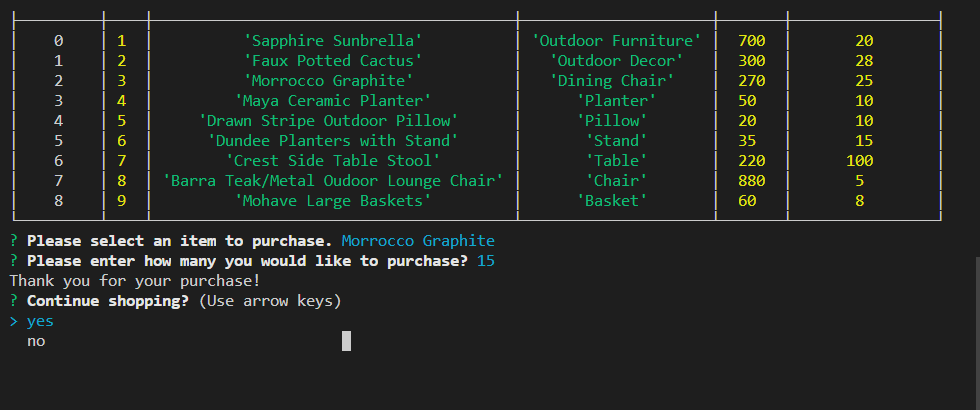 0 1 'Sapphire Sunbrella' 'Outdoor Furniture' 700 20
1 2 'Faux Potted Cactus' 'Outdoor Decor' 300 28
2 3 'Morrocco Graphite' 'Dining Chair' 270 25
3 4 'Maya Ceramic Planter' 'Planter' 50 10
4 5 'Drawn Stripe Outdoor Pillow' 'Pillow' 20 10
5 6 'Dundee Planters with Stand' 'Stand' 35 15
6 7 'Crest Side Table Stool' 'Table' 220 100
7 8 'Barra Teak/Metal Oudoor Lounge Chair' 'Chair' 880 5
8 9 'Mohave Large Baskets' 'Basket' 60 8
? Please select an item to purchase. Morrocco Graphite
? Please enter how many you would like to purchase? 15
Thank you for your purchase!
? Continue shopping? (Use arrow keys)
> yes
no